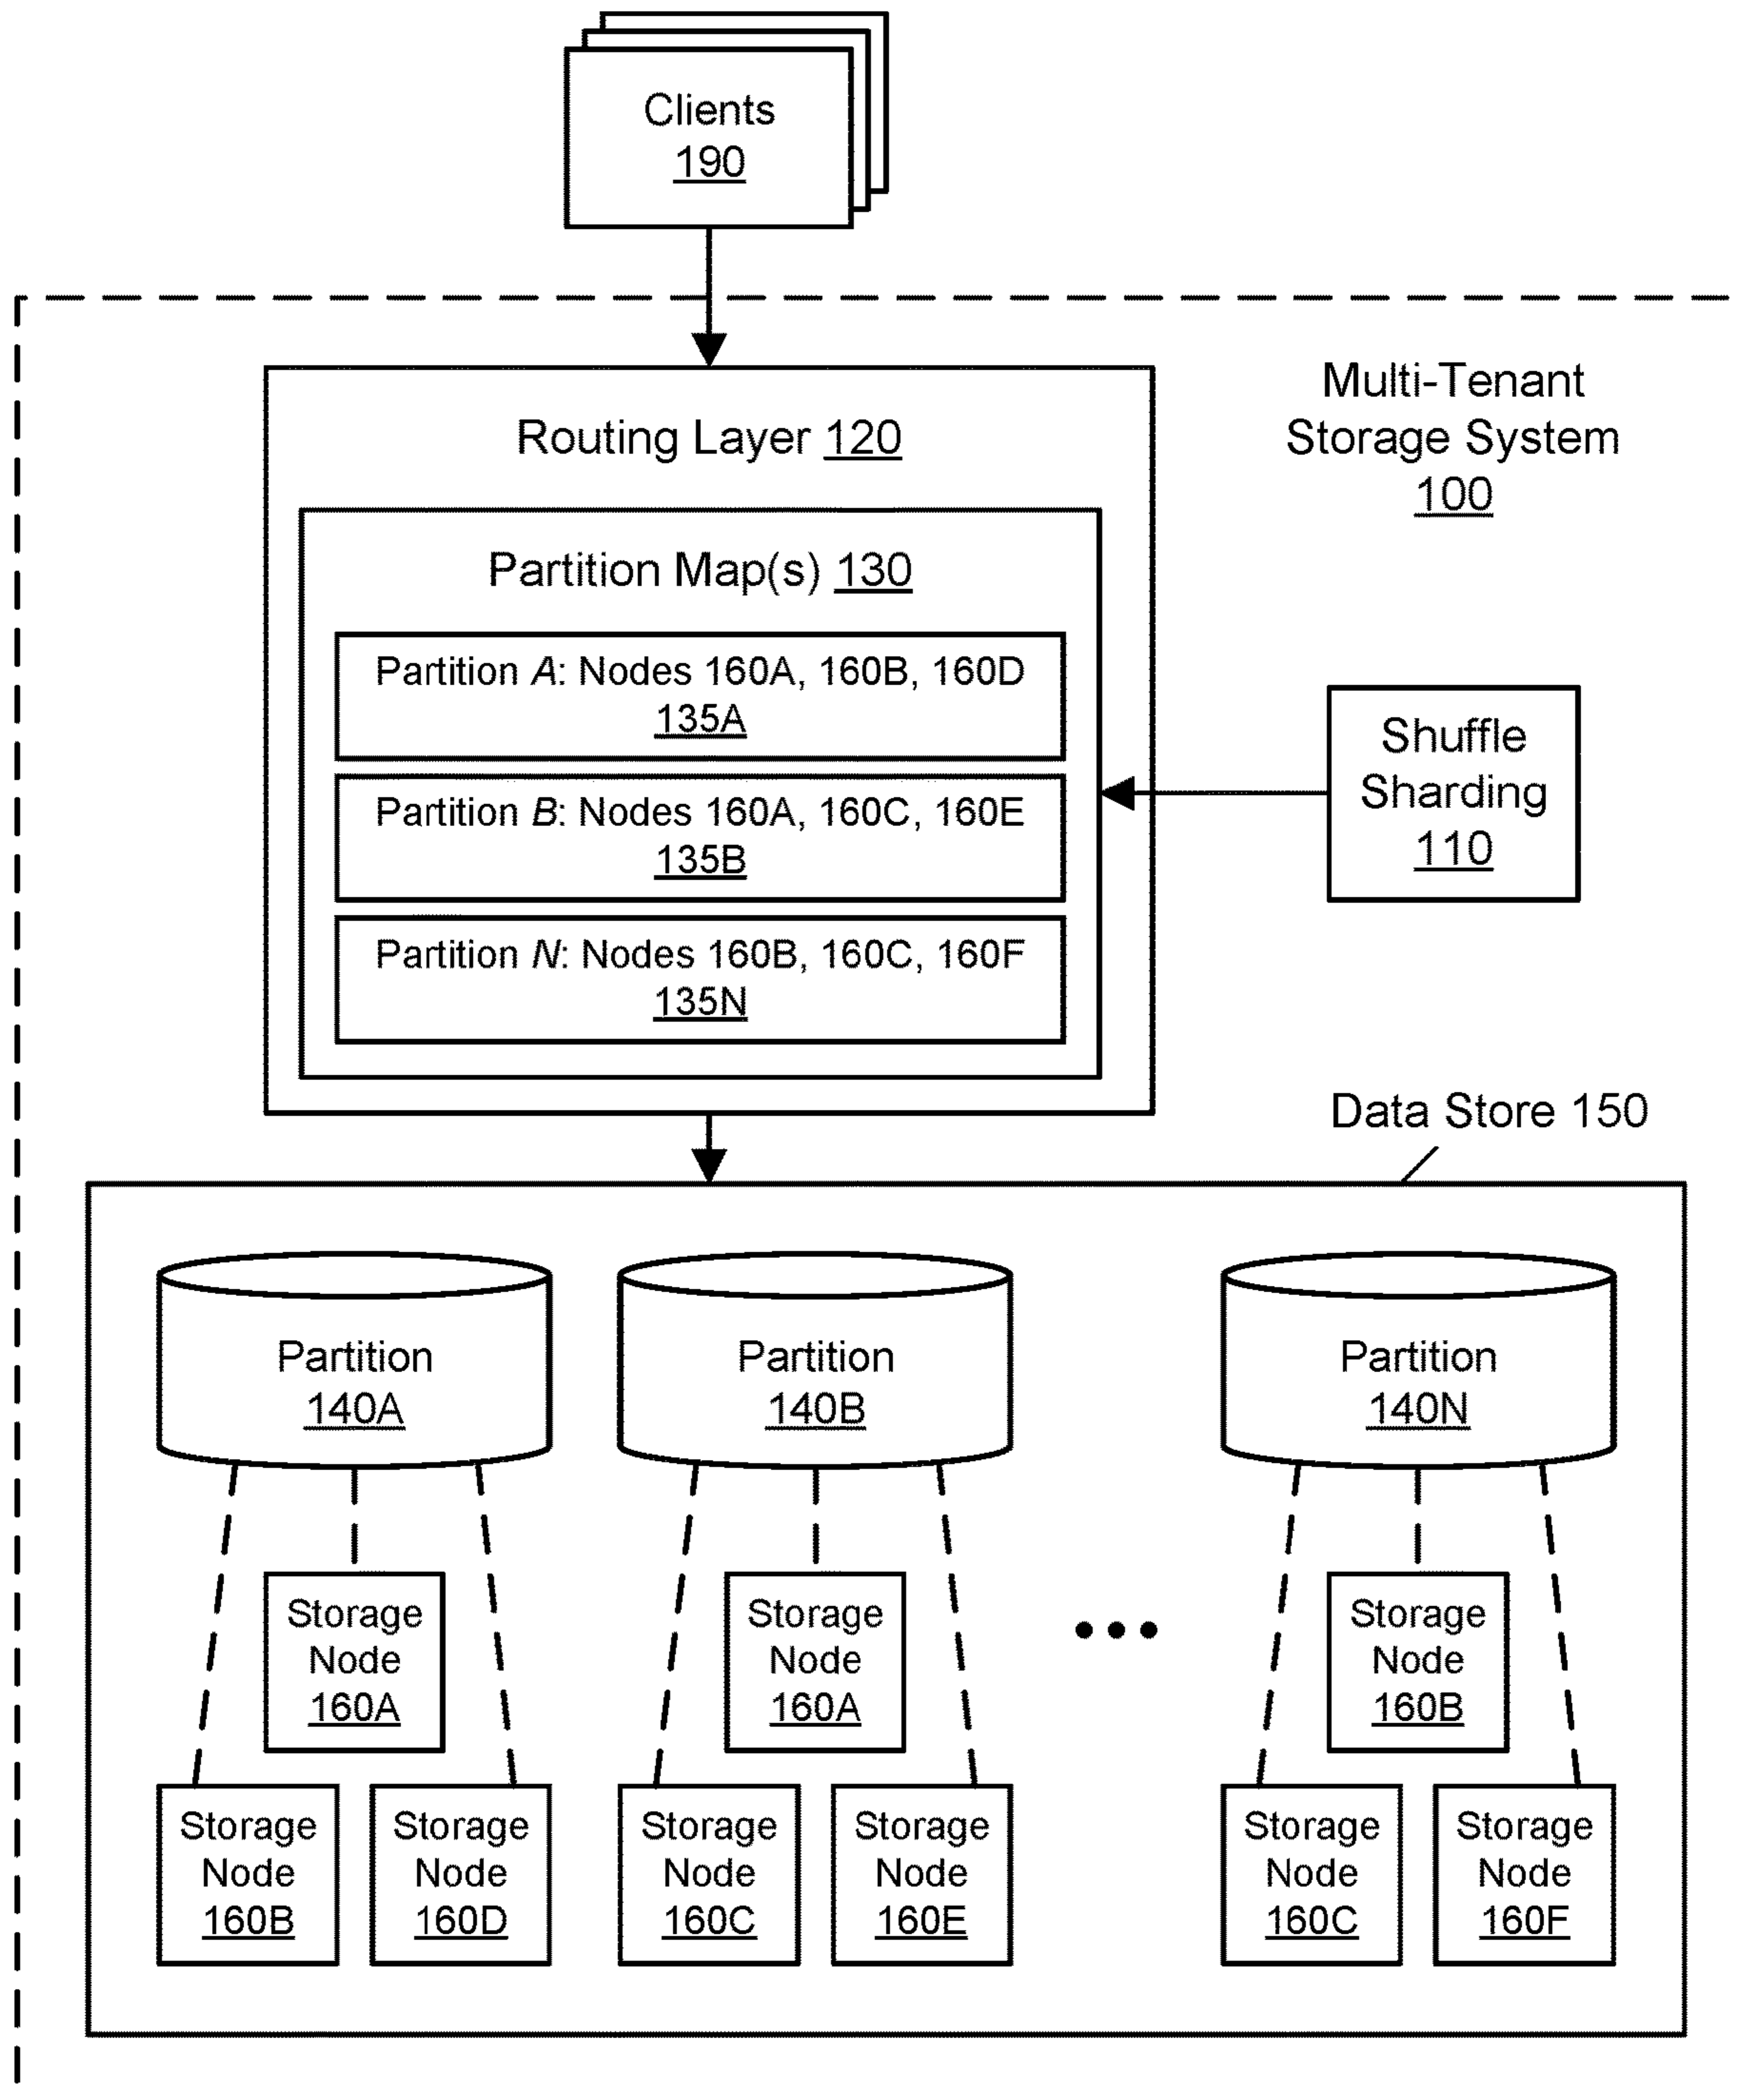 Clients
190
Multi-Tenant
Storage System
100
Routing Layer 120
Partition Map(s) 130
Partition A: Nodes 160A, 160B, 160D
135A
Partition B: Nodes 160A, 160C, 160E
135B
Partition N: Nodes 160B, 160C, 160F
135N
Shuffle
Sharding
110
Data Store 150
Partition
140A
Partition
140B
Partition
140N
Storage
Node
160A
Storage
Node
160B
Storage
Node
160D
Storage
Node
160A
Storage
Node
160C
Storage
Node
160E
Storage
Node
160B
Storage
Node
160C
Storage
Node
160F